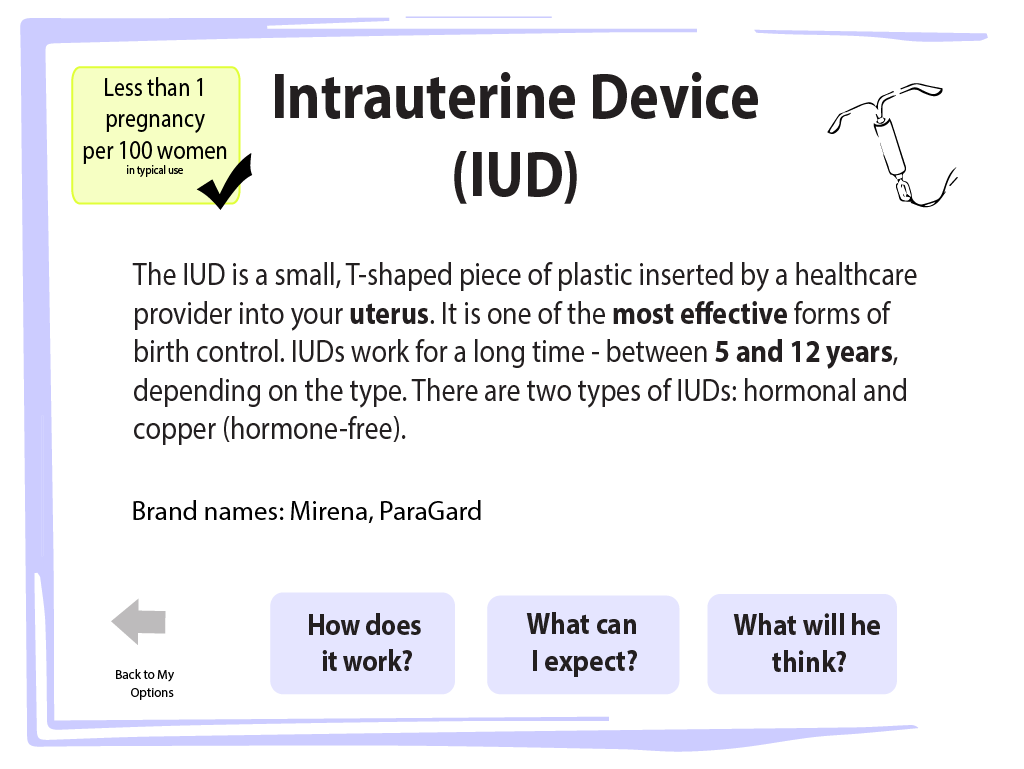 Less than 1
pregnancy
per 100 women
in typical use
Intrauterine Device
(IUD)
The IUD is a small, T-shaped piece of plastic inserted by a healthcare
provider into your uterus. It is one of the most effective forms of
birth control. IUDs work for a long time - between 5 and 12 years,
depending on the type. There are two types of IUDs: hormonal and
copper (hormone-free).
Brand names: Mirena, ParaGard
Back to My
Options
How does
it work?
What can
I expect?
What will he
think?